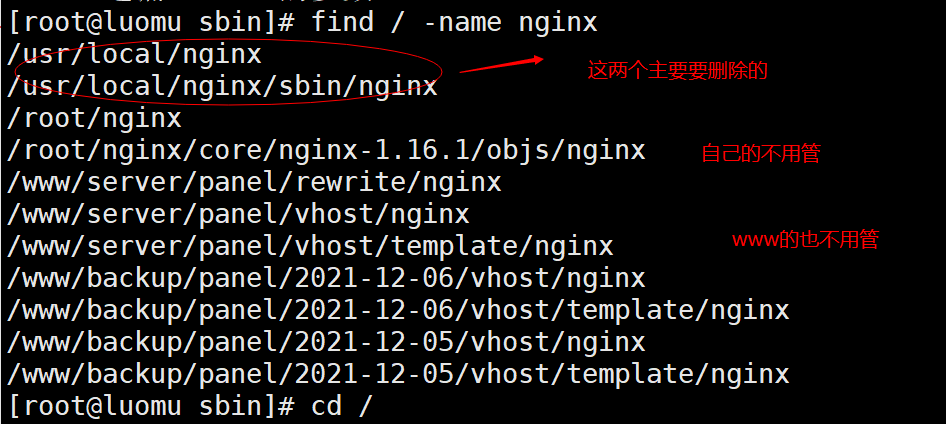 [root@luomu sbin]# find / -name nginx
/usr/local/nginx
/usr/local/nginx/sbin/nginx
这两个主要要删除的
/root/nginx
/root/nginx/core/nginx-1.16.1/objs/nginx
自己的不用管
/www/server/panel/rewrite/nginx
/www/server/panel/vhost/nginx
/www/server/panel/vhost/template/nginx
www的也不用管
/www/backup/panel/2021-12-06/vhost/nginx
/www/backup/panel/2021-12-06/vhost/template/nginx
/www/backup/panel/2021-12-05/vhost/nginx
/www/backup/panel/2021-12-05/vhost/template/nginx
[root@luomu sbin]# cd /